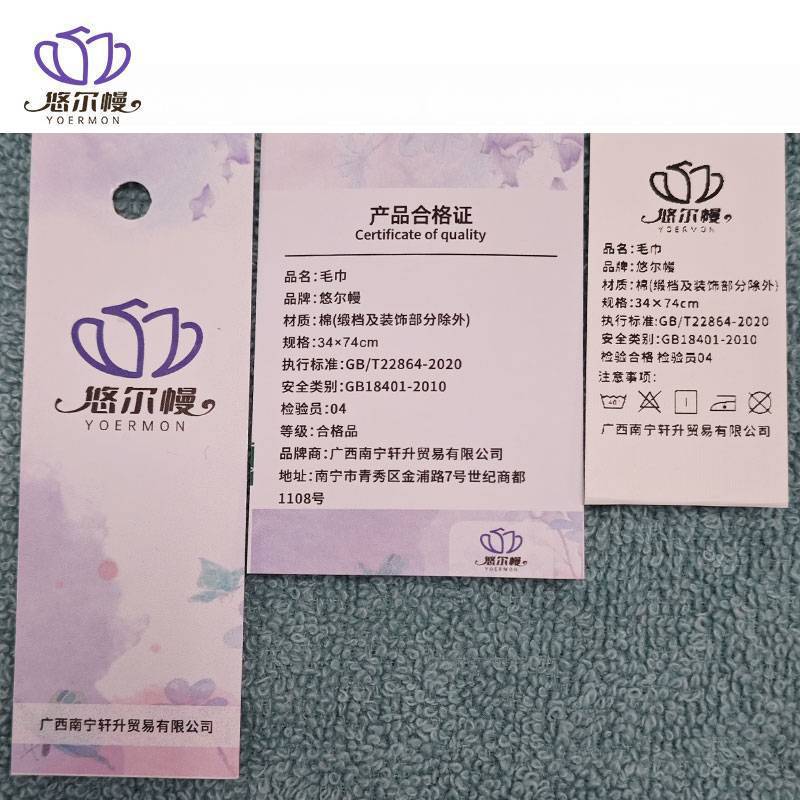 悠尔幔
YOERMON
悠尔幔
YOERMON
广西南宁轩升贸易有限公司
产品合格证
Certificate of quality
品名:毛巾
品牌:悠尔幔
材质:棉(缎档及装饰部分除外)
规格:34×74cm
执行标准:GB/T22864-2020
安全类别:GB18401-2010
检验员:04
等级:合格品
品牌商:广西南宁轩升贸易有限公司
地址:南宁市青秀区金浦路7号世纪商都
1108号
悠尔幔
YOERMON
悠尔幔
YOERMON
品名:毛巾
品牌:悠尔幔
材质:棉(缎档及装饰部分除外)
规格:34×74cm
执行标准:GB/T22864-2020
安全类别:GB18401-2010
检验合格 检验员04
注意事项:
40
广西南宁轩升贸易有限公司